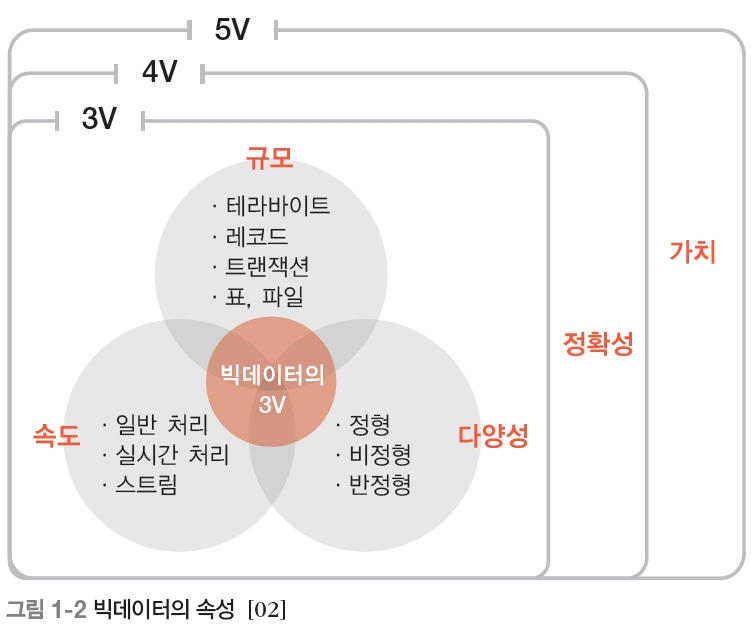 5V
4V
3V
규모
· 테라바이트
· 레코드
· 트랜잭션
· 표, 파일
가치
정확성
빅데이터의
3V
속도
· 일반 처리
· 실시간 처리
· 스트림
· 정형
· 비정형
· 반정형
다양성
그림 1-2 빅데이터의 속성 [02]